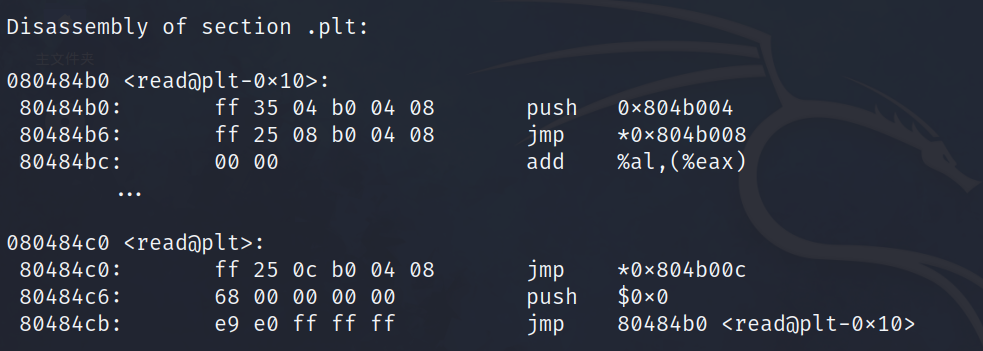 Disassembly of section .plt:
主文件夹
080484b0 <read@plt-0×10>:
80484b0: ff 35 04 b0 04 08 push 0×804b004
80484b6: ff 25 08 b0 04 08 jmp *0×804b008
80484bc: 00 00 add %al,(%eax)
...
080484c0 <read@plt>:
80484c0: ff 25 0c b0 04 08 jmp *0×804b00c
80484c6: 68 00 00 00 00 push $0×0
80484cb: e9 e0 ff ff ff jmp 80484b0 <read@plt-0×10>